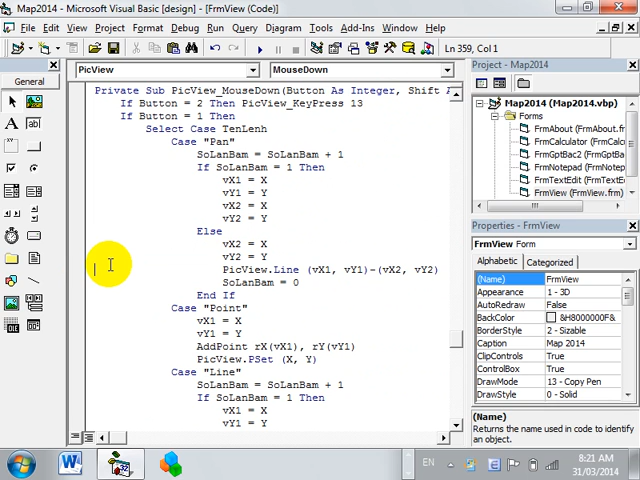 Map2014 - Microsoft Visual Basic [design] - [FrmView (Code)]
File Edit View Project Format Debug Run Query Diagram Tools Add-Ins Window Help
Ln 359, Col 1
General
PicView
MouseDown
Private Sub PicView_MouseDown(Button As Integer, Shift A
If Button = 2 Then PicView_KeyPress 13
If Button = 1 Then
Select Case TenLenh
Case "Pan"
SoLanBam = SoLanBam + 1
If SoLanBam = 1 Then
vX1 = X
vY1 = Y
vX2 = X
vY2 = Y
Else
vX2 = X
vY2 = Y
PicView.Line (vX1, vY1)-(vX2, vY2)
SoLanBam = 0
End If
Case "Point"
vX1 = X
vY1 = Y
AddPoint rX(vX1), rY(vY1)
PicView.PSet (X, Y)
Case "Line"
SoLanBam = SoLanBam + 1
If SoLanBam = 1 Then
vX1 = X
vY1 = Y
Project - Map2014
Map2014 (Map2014.vbp)
Forms
FrmAbout (FrmAbout.f
FrmCalculator (FrmCal
FrmGptBac2 (FrmGptB
FrmNotepad (FrmNote
FrmTextEdit (FrmTextE
FrmView (FrmView.frm
Properties - FrmView
FrmView Form
Alphabetic Categorized
(Name) FrmView
Appearance 1 - 3D
AutoRedraw False
BackColor &H8000000F&
BorderStyle 2 - Sizable
Caption Map 2014
ClipControls True
ControlBox True
DrawMode 13 - Copy Pen
DrawStyle 0 - Solid
(Name)
Returns the name used in code to identify an object.
EN
8:21 AM
31/03/2014